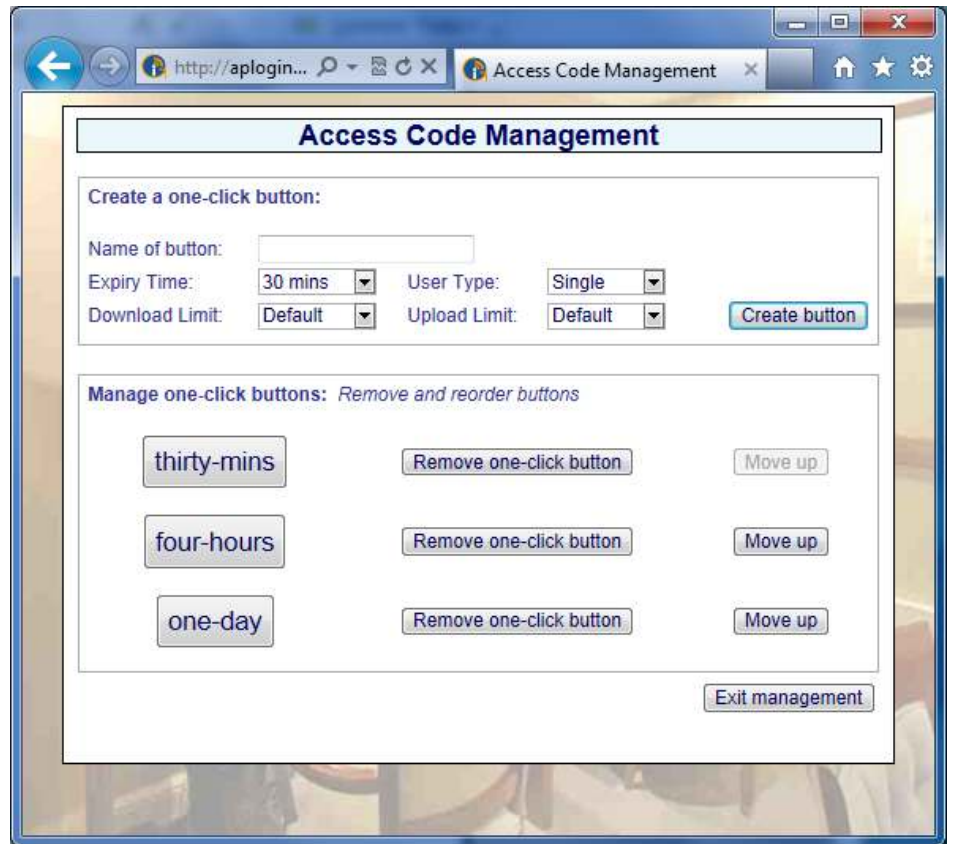 http://aplogin...
Access Code Management
Access Code Management
Create a one-click button:
Name of button:
Expiry Time: 30 mins User Type: Single
Download Limit: Default Upload Limit: Default Create button
Manage one-click buttons: Remove and reorder buttons
thirty-mins Remove one-click button Move up
four-hours Remove one-click button Move up
one-day Remove one-click button Move up
Exit management